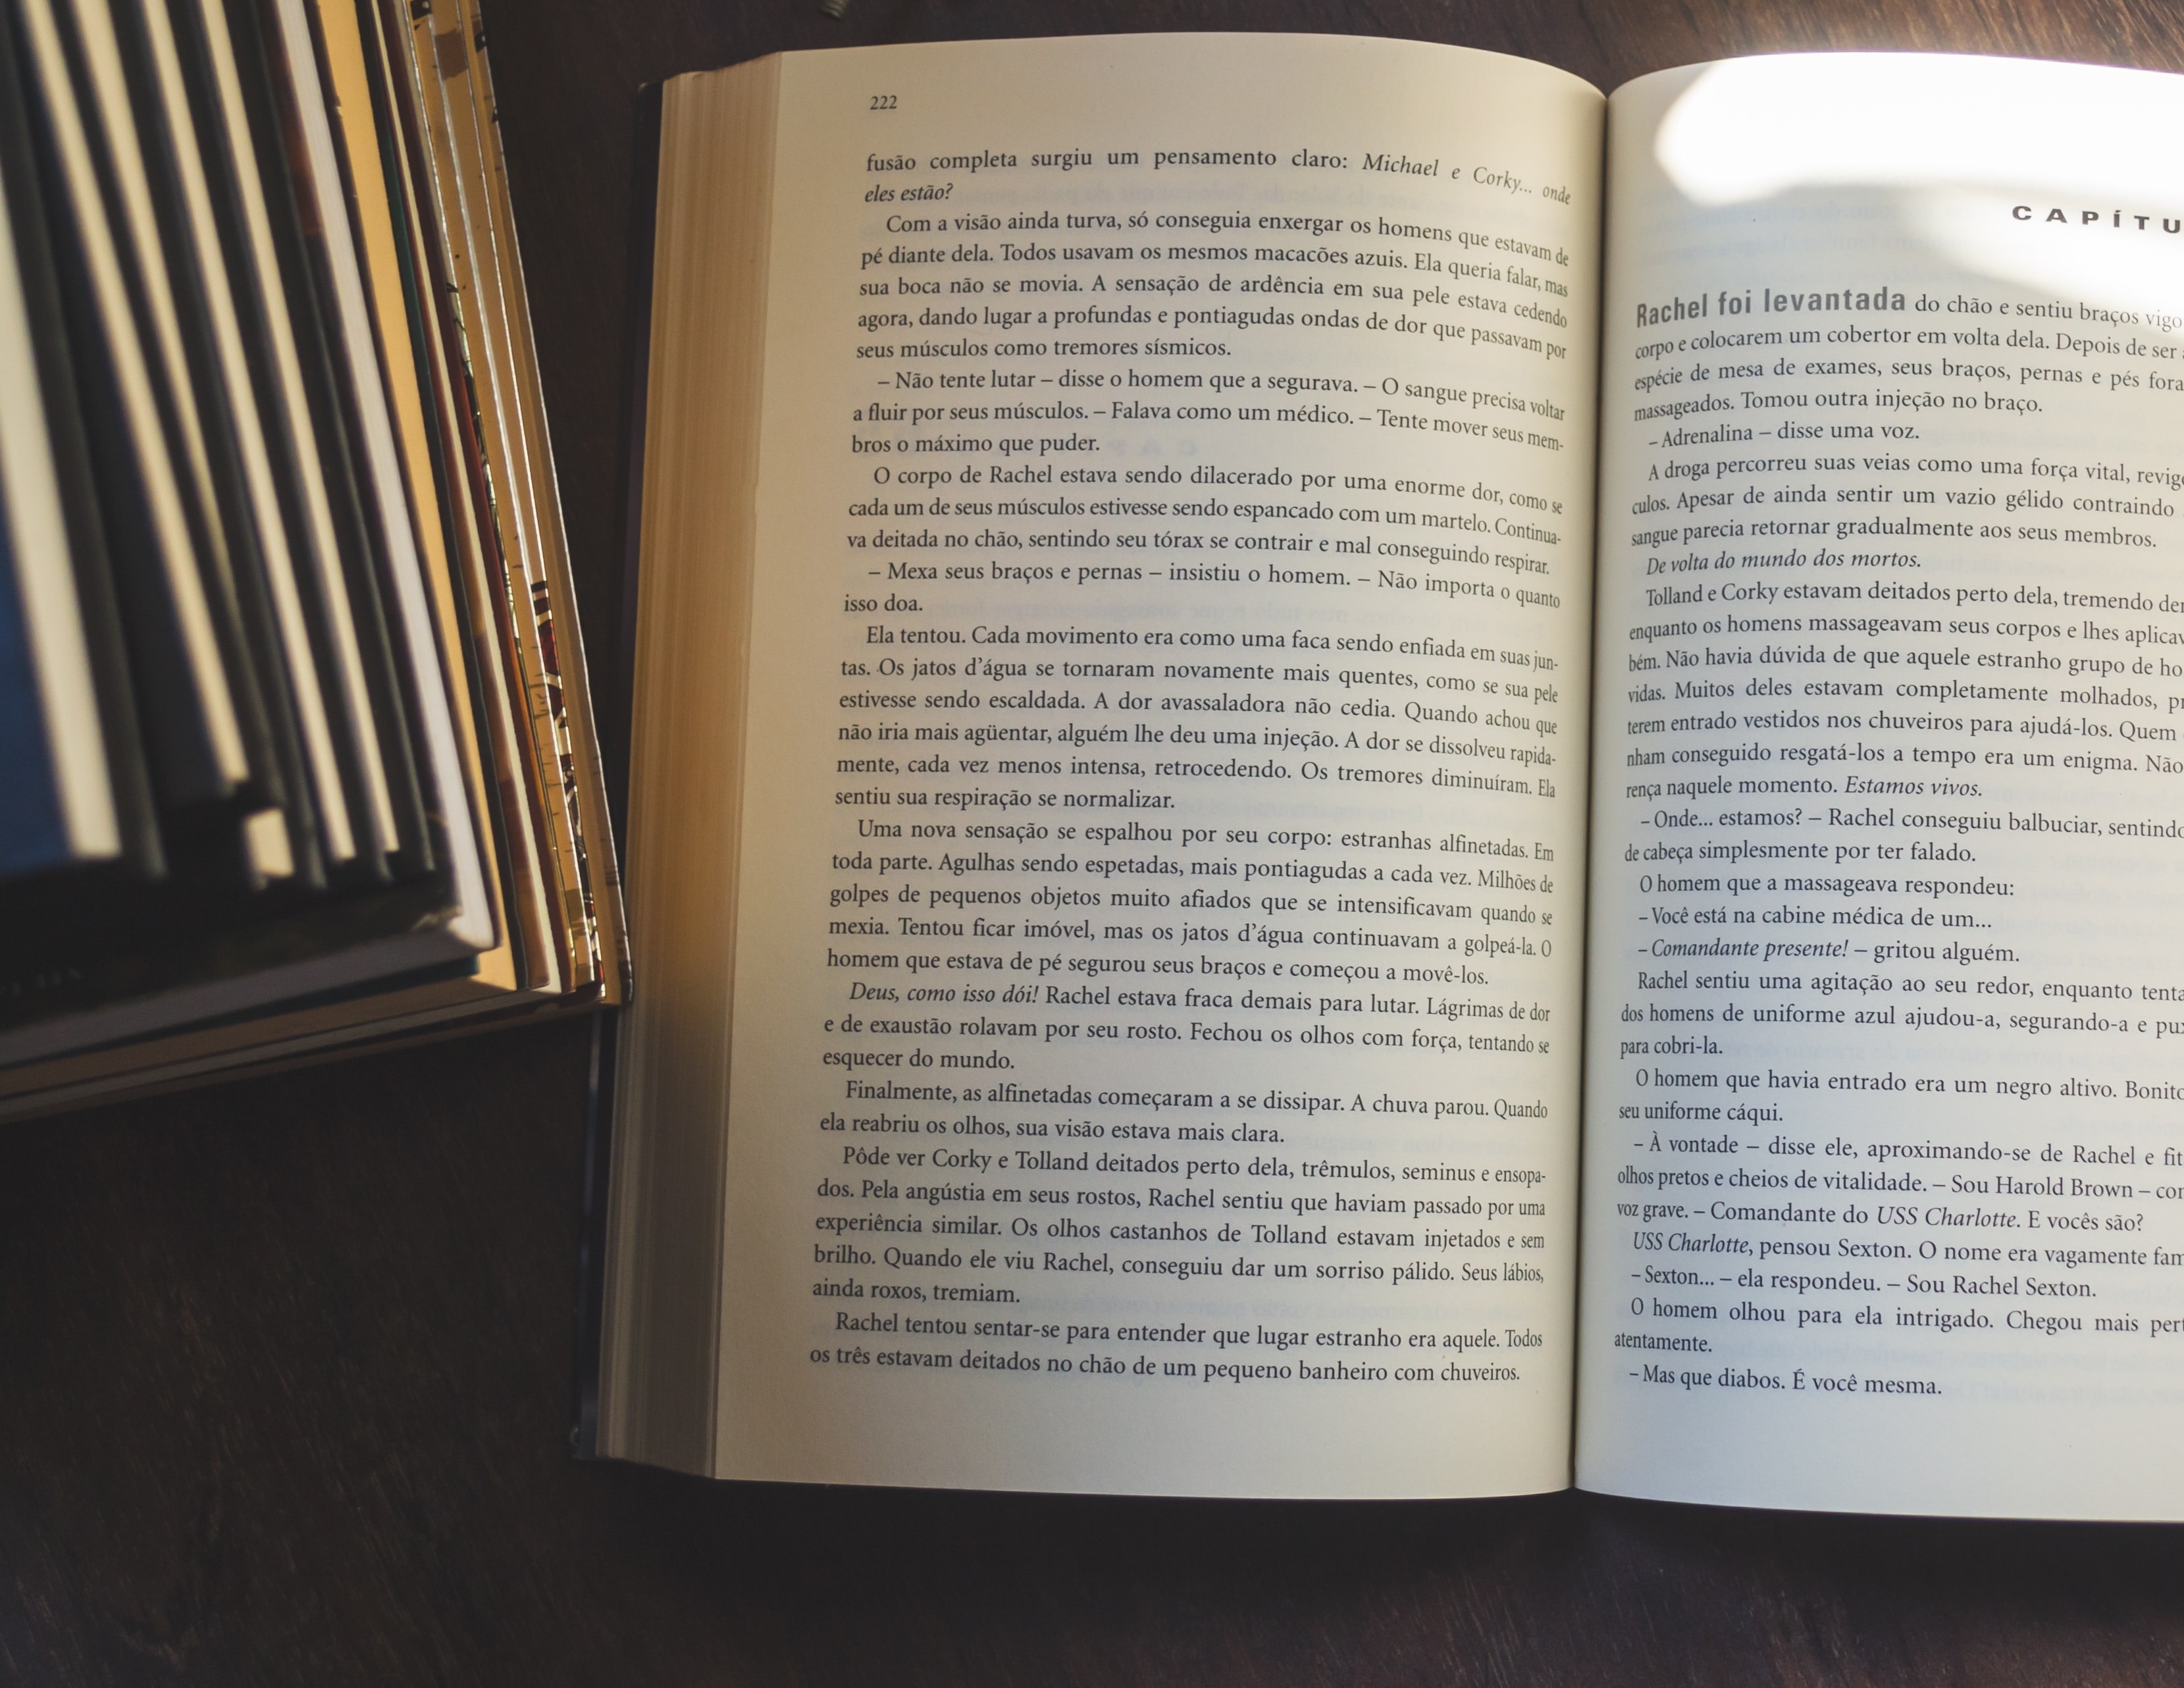 222
fusão completa surgiu um pensamento claro: Michael e Corky... onde
eles estão?
Com a visão ainda turva, só conseguia enxergar os homens que estavam de
pé diante dela. Todos usavam os mesmos macacões azuis. Ela queria falar, mas
sua boca não se movia. A sensação de ardência em sua pele estava cedendo
agora, dando lugar a profundas e pontiagudas ondas de dor que passavam por
seus músculos como tremores sísmicos.
– Não tente lutar – disse o homem que a segurava. – O sangue precisa voltar
a fluir por seus músculos. – Falava como um médico. – Tente mover seus mem-
bros o máximo que puder.
O corpo de Rachel estava sendo dilacerado por uma enorme dor, como se
cada um de seus músculos estivesse sendo espancado com um martelo. Continua-
va deitada no chão, sentindo seu tórax se contrair e mal conseguindo respirar.
– Mexa seus braços e pernas – insistiu o homem. – Não importa o quanto
isso doa.
Ela tentou. Cada movimento era como uma faca sendo enfiada em suas jun-
tas. Os jatos d'água se tornaram novamente mais quentes, como se sua pele
estivesse sendo escaldada. A dor avassaladora não cedia. Quando achou que
não iria mais agüentar, alguém lhe deu uma injeção. A dor se dissolveu rapida-
mente, cada vez menos intensa, retrocedendo. Os tremores diminuíram. Ela
sentiu sua respiração se normalizar.
Uma nova sensação se espalhou por seu corpo: estranhas alfinetadas. Em
toda parte. Agulhas sendo espetadas, mais pontiagudas a cada vez. Milhões de
golpes de pequenos objetos muito afiados que se intensificavam quando se
mexia. Tentou ficar imóvel, mas os jatos d'água continuavam a golpeá-la. O
homem que estava de pé segurou seus braços e começou a movê-los.
Deus, como isso dói! Rachel estava fraca demais para lutar. Lágrimas de dor
e de exaustão rolavam por seu rosto. Fechou os olhos com força, tentando se
esquecer do mundo.
Finalmente, as alfinetadas começaram a se dissipar. A chuva parou. Quando
ela reabriu os olhos, sua visão estava mais clara.
Pôde ver Corky e Tolland deitados perto dela, trêmulos, seminus e ensopa-
dos. Pela angústia em seus rostos, Rachel sentiu que haviam passado por uma
experiência similar. Os olhos castanhos de Tolland estavam injetados e sem
brilho. Quando ele viu Rachel, conseguiu dar um sorriso pálido. Seus lábios,
ainda roxos, tremiam.
Rachel tentou sentar-se para entender que lugar estranho era aquele. Todos
os três estavam deitados no chão de um pequeno banheiro com chuveiros.
CAPÍTU
Rachel foi levantada do chão e sentiu braços vigo
corpo e colocarem um cobertor em volta dela. Depois de ser
espécie de mesa de exames, seus braços, pernas e pés fora
massageados. Tomou outra injeção no braço.
– Adrenalina – disse uma voz.
A droga percorreu suas veias como uma força vital, revig
culos. Apesar de ainda sentir um vazio gélido contraindo
sangue parecia retornar gradualmente aos seus membros.
De volta do mundo dos mortos.
Tolland e Corky estavam deitados perto dela, tremendo de
enquanto os homens massageavam seus corpos e lhes aplica
bém. Não havia dúvida de que aquele estranho grupo de ho
vidas. Muitos deles estavam completamente molhados, p
terem entrado vestidos nos chuveiros para ajudá-los. Quem
nham conseguido resgatá-los a tempo era um enigma. Não
rença naquele momento. Estamos vivos.
– Onde... estamos? – Rachel conseguiu balbuciar, sentindo
de cabeça simplesmente por ter falado.
O homem que a massageava respondeu:
– Você está na cabine médica de um...
– Comandante presente! – gritou alguém.
Rachel sentiu uma agitação ao seu redor, enquanto tenta
dos homens de uniforme azul ajudou-a, segurando-a e pu
para cobri-la.
O homem que havia entrado era um negro altivo. Bonito
seu uniforme cáqui.
– À vontade – disse ele, aproximando-se de Rachel e fit
olhos pretos e cheios de vitalidade. – Sou Harold Brown – co
voz grave. – Comandante do USS Charlotte. E vocês são?
USS Charlotte, pensou Sexton. O nome era vagamente fam
– Sexton... – ela respondeu. – Sou Rachel Sexton.
O homem olhou para ela intrigado. Chegou mais per
atentamente.
– Mas que diabos. É você mesma.